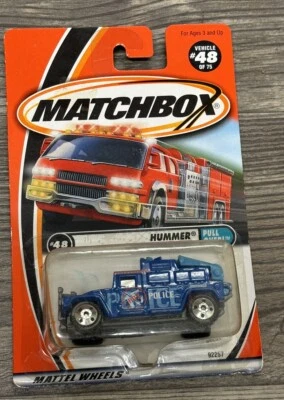 For Ages 3 and Up
VEHICLE
#48
OF 75
MATCHBOX
#48
HUMMER
PULL
POLICE
MATTEL WHEELS